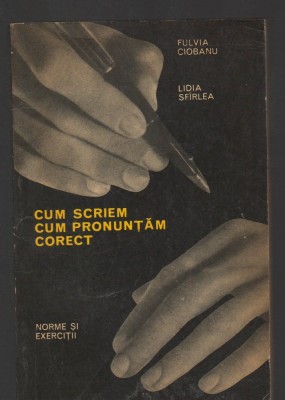 FULVIA
CIOBANU
LIDIA
SFÎRLEA
CUM SCRIEM
CUM PRONUNȚĂM
CORECT
NORME ȘI
EXERCIȚII